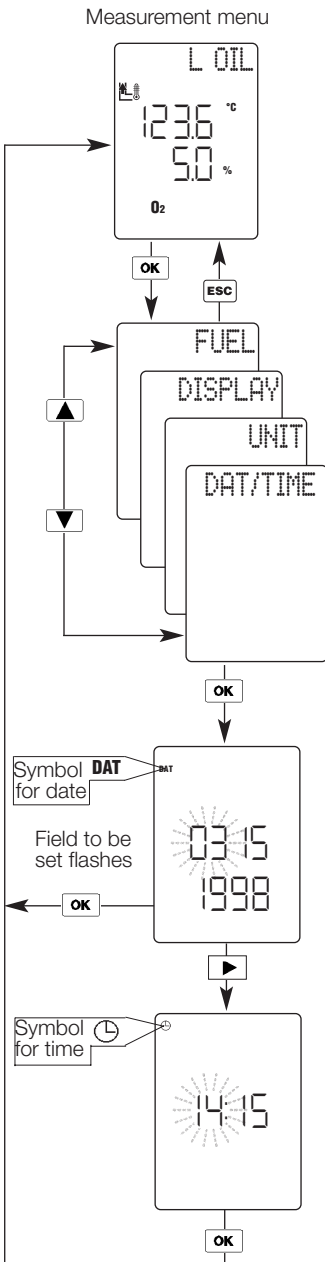 Measurement menu
L OIL
°C
123.6
5.0 %
O2
OK
ESC
FUEL
DISPLAY
UNIT
DAT/TIME
OK
Symbol DAT
for date
DAT
03 15
1998
Field to be
set flashes
OK
Symbol
for time
14:15
OK